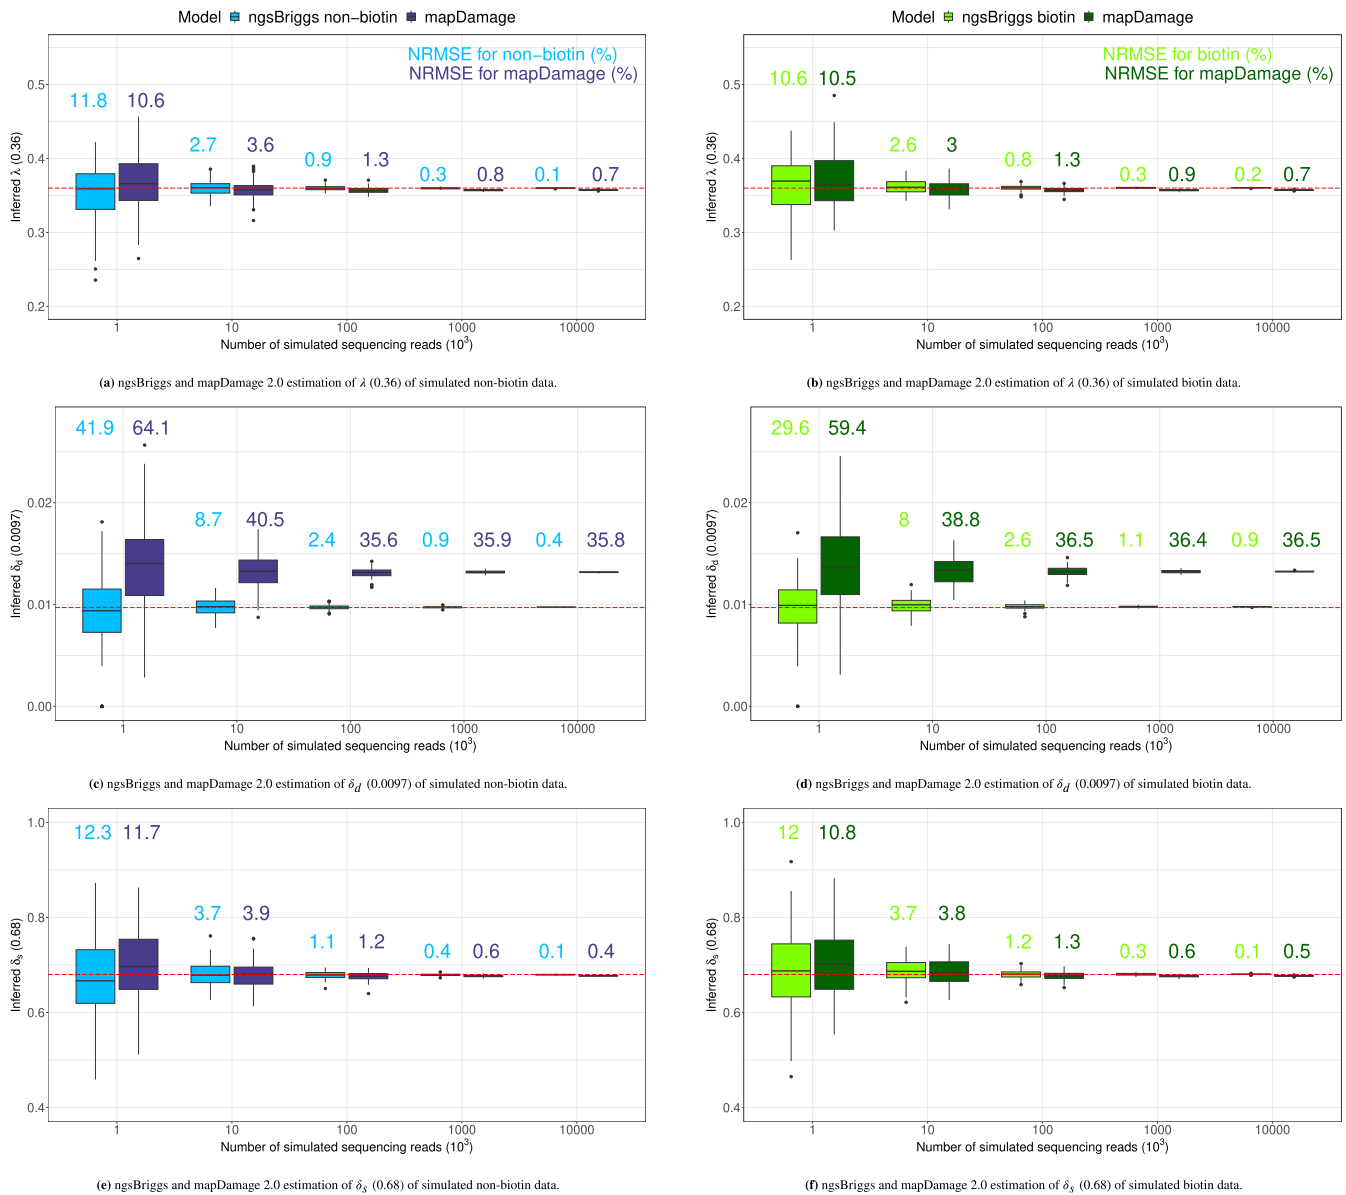 Model ngsBriggs non−biotin mapDamage
NRMSE for non−biotin (%)
NRMSE for mapDamage (%)
11.8 10.6 2.7 3.6 0.9 1.3 0.3 0.8 0.1 0.7
0.5
0.4
0.3
0.2
Inferred λ (0.36)
1 10 100 1000 10000
Number of simulated sequencing reads (10³)
(a) ngsBriggs and mapDamage 2.0 estimation of λ (0.36) of simulated non-biotin data.
Model ngsBriggs biotin mapDamage
NRMSE for biotin (%)
NRMSE for mapDamage (%)
10.6 10.5 2.6 3 0.8 1.3 0.3 0.9 0.2 0.7
0.5
0.4
0.3
0.2
Inferred λ (0.36)
1 10 100 1000 10000
Number of simulated sequencing reads (10³)
(b) ngsBriggs and mapDamage 2.0 estimation of λ (0.36) of simulated biotin data.
41.9 64.1 8.7 40.5 2.4 35.6 0.9 35.9 0.4 35.8
0.02
0.01
0.00
Inferred δd (0.0097)
1 10 100 1000 10000
Number of simulated sequencing reads (10³)
(c) ngsBriggs and mapDamage 2.0 estimation of δd (0.0097) of simulated non-biotin data.
29.6 59.4 8 38.8 2.6 36.5 1.1 36.4 0.9 36.5
0.02
0.01
0.00
Inferred δd (0.0097)
1 10 100 1000 10000
Number of simulated sequencing reads (10³)
(d) ngsBriggs and mapDamage 2.0 estimation of δd (0.0097) of simulated biotin data.
12.3 11.7 3.7 3.9 1.1 1.2 0.4 0.6 0.1 0.4
1.0
0.8
0.6
0.4
Inferred δs (0.68)
1 10 100 1000 10000
Number of simulated sequencing reads (10³)
(e) ngsBriggs and mapDamage 2.0 estimation of δs (0.68) of simulated non-biotin data.
12 10.8 3.7 3.8 1.2 1.3 0.3 0.6 0.1 0.5
1.0
0.8
0.6
0.4
Inferred δs (0.68)
1 10 100 1000 10000
Number of simulated sequencing reads (10³)
(f) ngsBriggs and mapDamage 2.0 estimation of δs (0.68) of simulated biotin data.